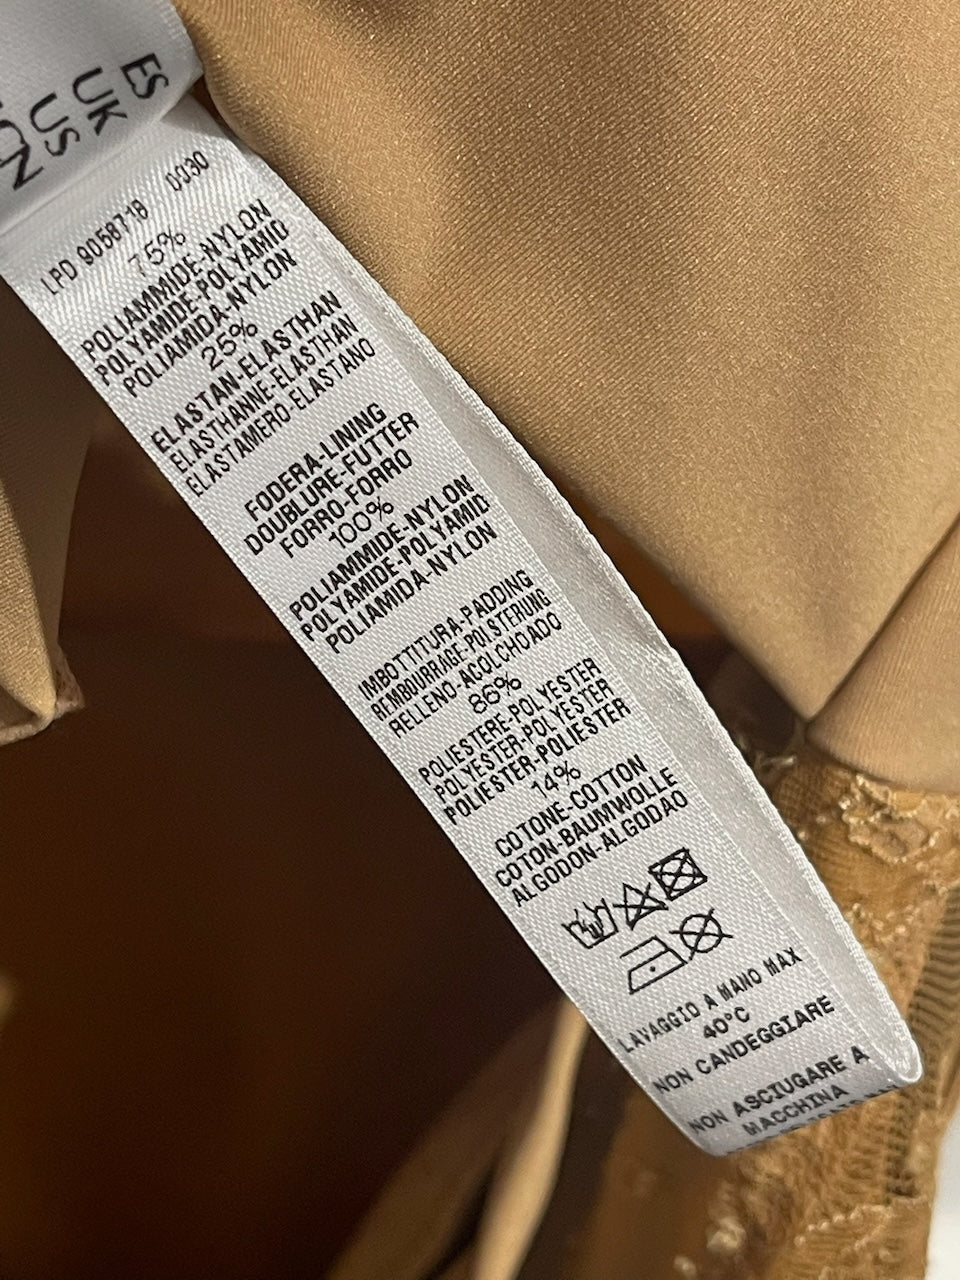 ES
UK
US
CN
LPD 9058718 0030
75%
POLIAMMIDE-NYLON
POLYAMIDE-POLYAMID
POLIAMIDA-NYLON
25%
ELASTAN-ELASTHAN
ELASTHANNE-ELASTHAN
ELASTAMERO-ELASTANO
FODERA-LINING
DOUBLURE-FUTTER
FORRO-FORRO
100%
POLIAMMIDE-NYLON
POLYAMIDE-POLYAMID
POLIAMIDA-NYLON
IMBOTTITURA-PADDING
REMBOURRAGE-POLSTERUNG
RELLENO-ACOLCHOADO
86%
POLIESTERE-POLYESTER
POLYESTER-POLYESTER
POLIESTER-POLIESTER
14%
COTONE-COTTON
COTON-BAUMWOLLE
ALGODON-ALGODAO
LAVAGGIO A MANO MAX
40°C
NON CANDEGGIARE
NON ASCIUGARE A
MACCHINA